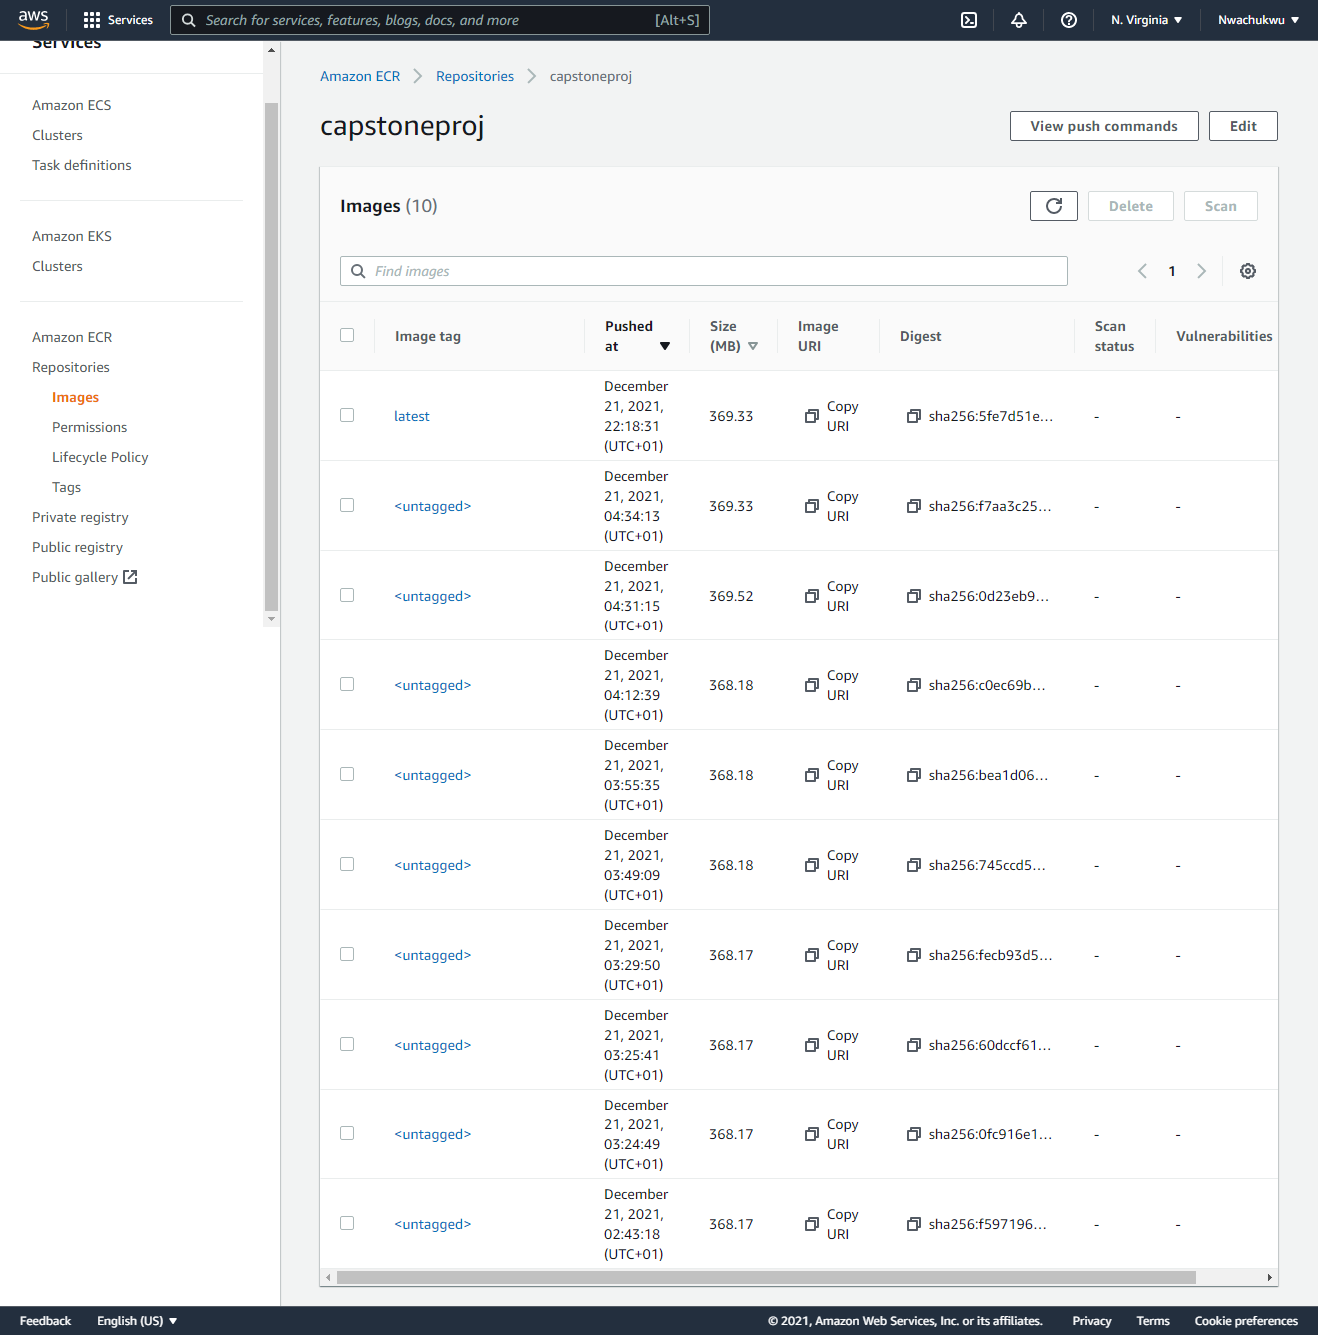 aws
Services
Search for services, features, blogs, docs, and more
[Alt+S]
N. Virginia
Nwachukwu
Services
Amazon ECS
Clusters
Task definitions
Amazon EKS
Clusters
Amazon ECR
Repositories
Images
Permissions
Lifecycle Policy
Tags
Private registry
Public registry
Public gallery
Amazon ECR
Repositories
capstoneproj
capstoneproj
View push commands
Edit
Images (10)
Delete
Scan
Find images
1
Image tag
Pushed
at
Size
(MB)
Image
URI
Digest
Scan
status
Vulnerabilities
latest
December
21, 2021,
22:18:31
(UTC+01)
369.33
Copy
URI
sha256:5fe7d51e...
-
-
<untagged>
December
21, 2021,
04:34:13
(UTC+01)
369.33
Copy
URI
sha256:f7aa3c25...
-
-
<untagged>
December
21, 2021,
04:31:15
(UTC+01)
369.52
Copy
URI
sha256:0d23eb9...
-
-
<untagged>
December
21, 2021,
04:12:39
(UTC+01)
368.18
Copy
URI
sha256:c0ec69b...
-
-
<untagged>
December
21, 2021,
03:55:35
(UTC+01)
368.18
Copy
URI
sha256:bea1d06...
-
-
<untagged>
December
21, 2021,
03:49:09
(UTC+01)
368.18
Copy
URI
sha256:745ccd5...
-
-
<untagged>
December
21, 2021,
03:29:50
(UTC+01)
368.17
Copy
URI
sha256:fecb93d5...
-
-
<untagged>
December
21, 2021,
03:25:41
(UTC+01)
368.17
Copy
URI
sha256:60dccf61...
-
-
<untagged>
December
21, 2021,
03:24:49
(UTC+01)
368.17
Copy
URI
sha256:0fc916e1...
-
-
<untagged>
December
21, 2021,
02:43:18
(UTC+01)
368.17
Copy
URI
sha256:f597196...
-
-
Feedback
English (US)
© 2021, Amazon Web Services, Inc. or its affiliates.
Privacy
Terms
Cookie preferences